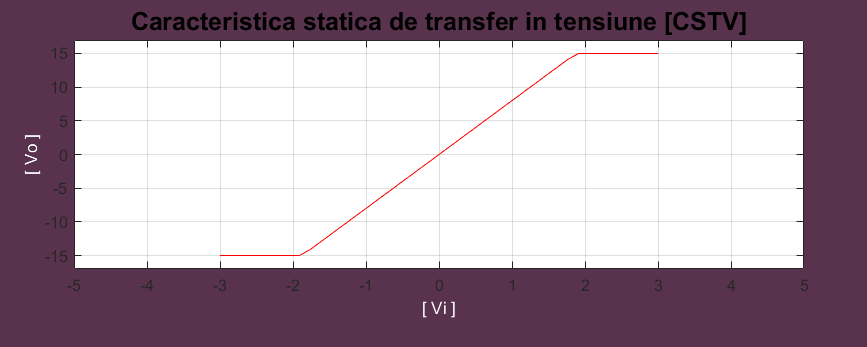 Caracteristica statica de transfer in tensiune [CSTV]
15
10
5
0
-5
-10
-15
[ Vo ]
-5 -4 -3 -2 -1 0 1 2 3 4 5
[ Vi ]